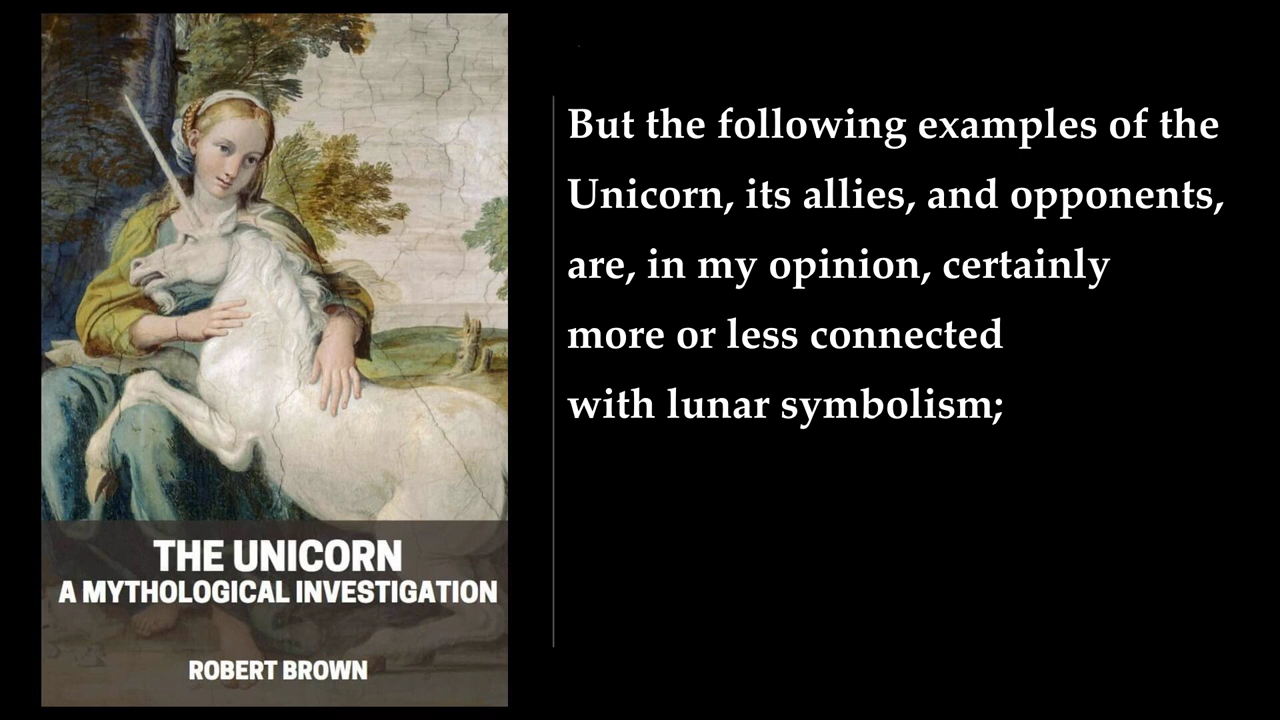 THE UNICORN
A MYTHOLOGICAL INVESTIGATION
ROBERT BROWN
But the following examples of the
Unicorn, its allies, and opponents,
are, in my opinion, certainly
more or less connected
with lunar symbolism;